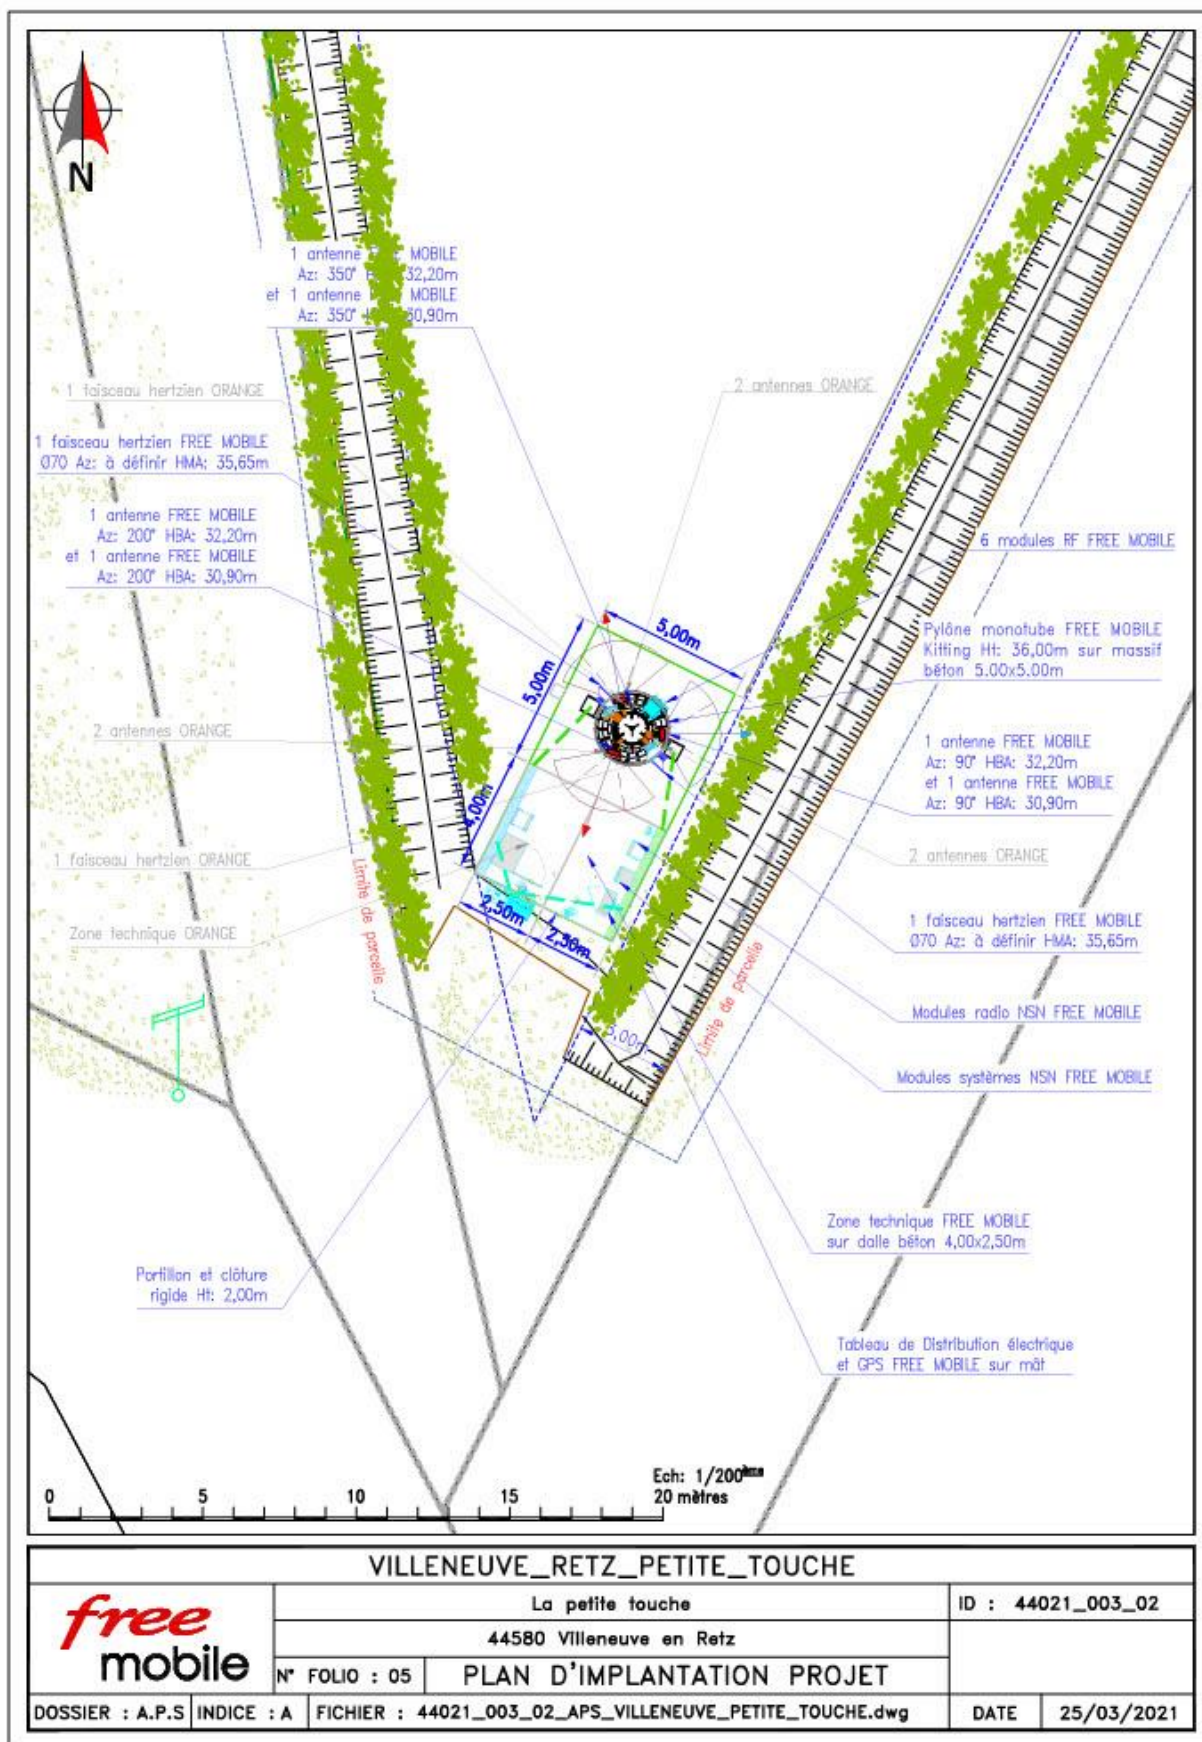 N
1 antenne MOBILE
Az: 350° 32,20m
et 1 antenne MOBILE
Az: 350° 30,90m
1 faisceau hertzien ORANGE
2 antennes ORANGE
1 faisceau hertzien FREE MOBILE
Ø70 Az: à définir HMA: 35,65m
1 antenne FREE MOBILE
Az: 200° HBA: 32,20m
et 1 antenne FREE MOBILE
Az: 200° HBA: 30,90m
6 modules RF FREE MOBILE
5,00m
5,00m
Pylône monotube FREE MOBILE
Kitting Ht: 36,00m sur massif
béton 5.00x5.00m
2 antennes ORANGE
1 antenne FREE MOBILE
Az: 90° HBA: 32,20m
et 1 antenne FREE MOBILE
Az: 90° HBA: 30,90m
4,00m
1 faisceau hertzien ORANGE
2 antennes ORANGE
Limite de parcelle
2,50m
2,50m
Zone technique ORANGE
1 faisceau hertzien FREE MOBILE
Ø70 Az: à définir HMA: 35,65m
Limite de parcelle
5,00m
Modules radio NSN FREE MOBILE
Modules systèmes NSN FREE MOBILE
Zone technique FREE MOBILE
sur dalle béton 4,00x2,50m
Portillon et clôture
rigide Ht: 2,00m
Tableau de Distribution électrique
et GPS FREE MOBILE sur mât
Ech: 1/200ème
0 5 10 15 20 mètres
VILLENEUVE_RETZ_PETITE_TOUCHE
free
mobile
La petite touche
ID : 44021_003_02
44580 Villeneuve en Retz
N° FOLIO : 05
PLAN D'IMPLANTATION PROJET
DOSSIER : A.P.S
INDICE : A
FICHIER : 44021_003_02_APS_VILLENEUVE_PETITE_TOUCHE.dwg
DATE
25/03/2021